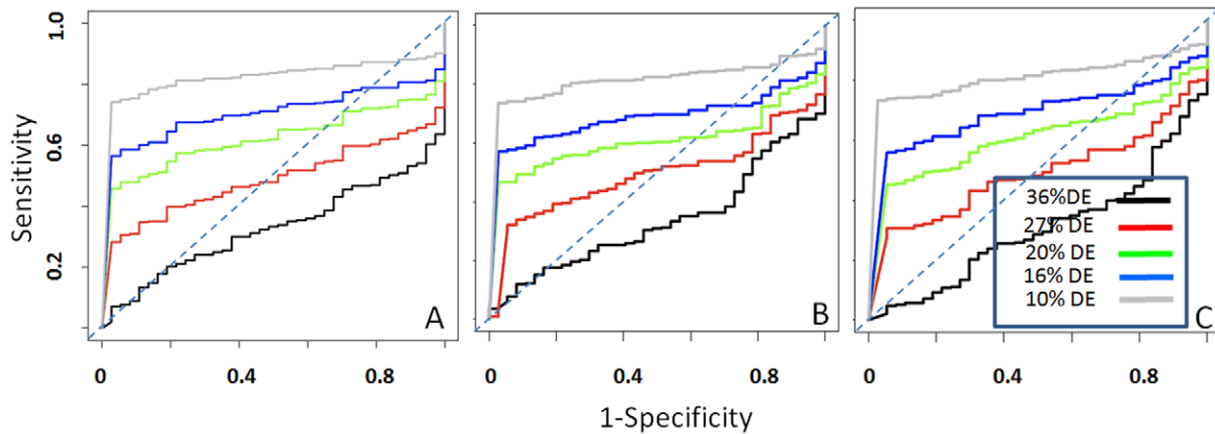 Sensitivity
1.0
0.6
0.2
A
B
C
36%DE
27% DE
20% DE
16% DE
10% DE
0 0.4 0.8 0 0.4 0.8 0 0.4 0.8
1-Specificity